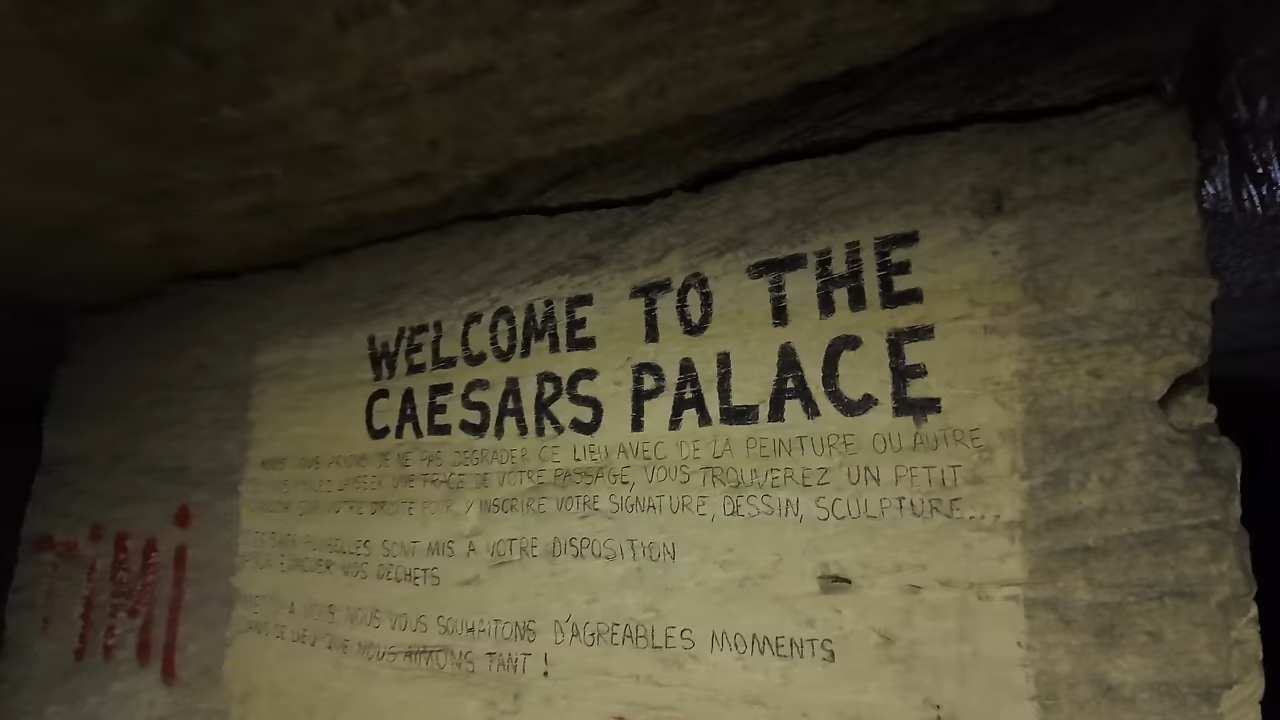 WELCOME TO THE
CAESARS PALACE
NOUS VOUS PRIONS DE NE PAS DEGRADER CE LIEU AVEC DE LA PEINTURE OU AUTRE
LAISSER UNE TRACE DE VOTRE PASSAGE, VOUS TROUVEREZ UN PETIT
SUR VOTRE DROITE POUR Y INSCRIRE VOTRE SIGNATURE, DESSIN, SCULPTURE...
POUBELLES SONT MIS A VOTRE DISPOSITION
POUR EVACUER VOS DECHETS
A VOUS, NOUS VOUS SOUHAITONS D'AGREABLES MOMENTS
DANS CE LIEU QUE NOUS AIMONS TANT !